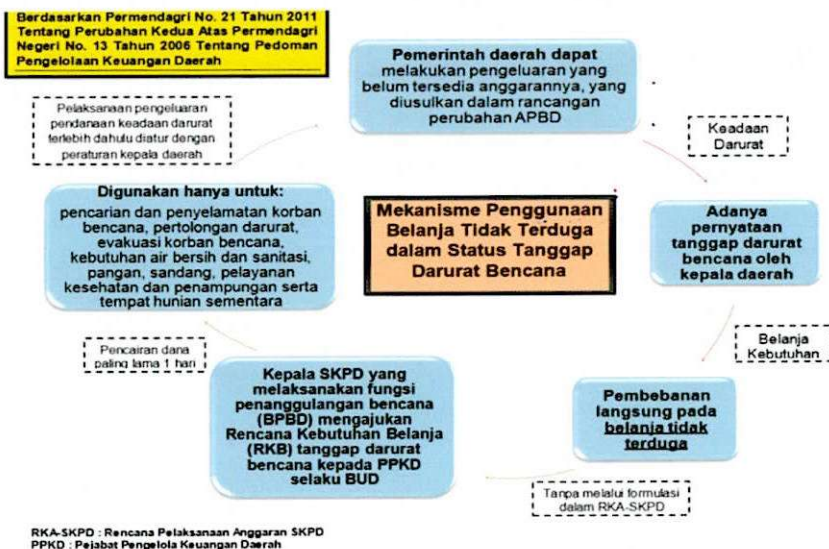 Berdasarkan Permendagri No. 21 Tahun 2011
Tentang Perubahan Kedua Atas Permendagri
Negeri No. 13 Tahun 2006 Tentang Pedoman
Pengelolaan Keuangan Daerah
Pemerintah daerah dapat
melakukan pengeluaran yang
belum tersedia anggarannya, yang
diusulkan dalam rancangan
perubahan APBD
Keadaan
Darurat
Adanya
pernyataan
tanggap darurat
bencana oleh
kepala daerah
Belanja
Kebutuhan
Pembebanan
langsung pada
belanja tidak
terduga
Tanpa melalui formulasi
dalam RKA-SKPD
Kepala SKPD yang
melaksanakan fungsi
penanggulangan bencana
(BPBD) mengajukan
Rencana Kebutuhan Belanja
(RKB) tanggap darurat
bencana kepada PPKD
selaku BUD
Pencairan dana
paling lama 1 hari
Digunakan hanya untuk:
pencarian dan penyelamatan korban
bencana, pertolongan darurat,
evakuasi korban bencana,
kebutuhan air bersih dan sanitasi,
pangan, sandang, pelayanan
kesehatan dan penampungan serta
tempat hunian sementara
Pelaksanaan pengeluaran
pendanaan keadaan darurat
terlebih dahulu diatur dengan
peraturan kepala daerah
Mekanisme Penggunaan
Belanja Tidak Terduga
dalam Status Tanggap
Darurat Bencana
RKA-SKPD : Rencana Pelaksanaan Anggaran SKPD
PPKD : Pejabat Pengelola Keuangan Daerah